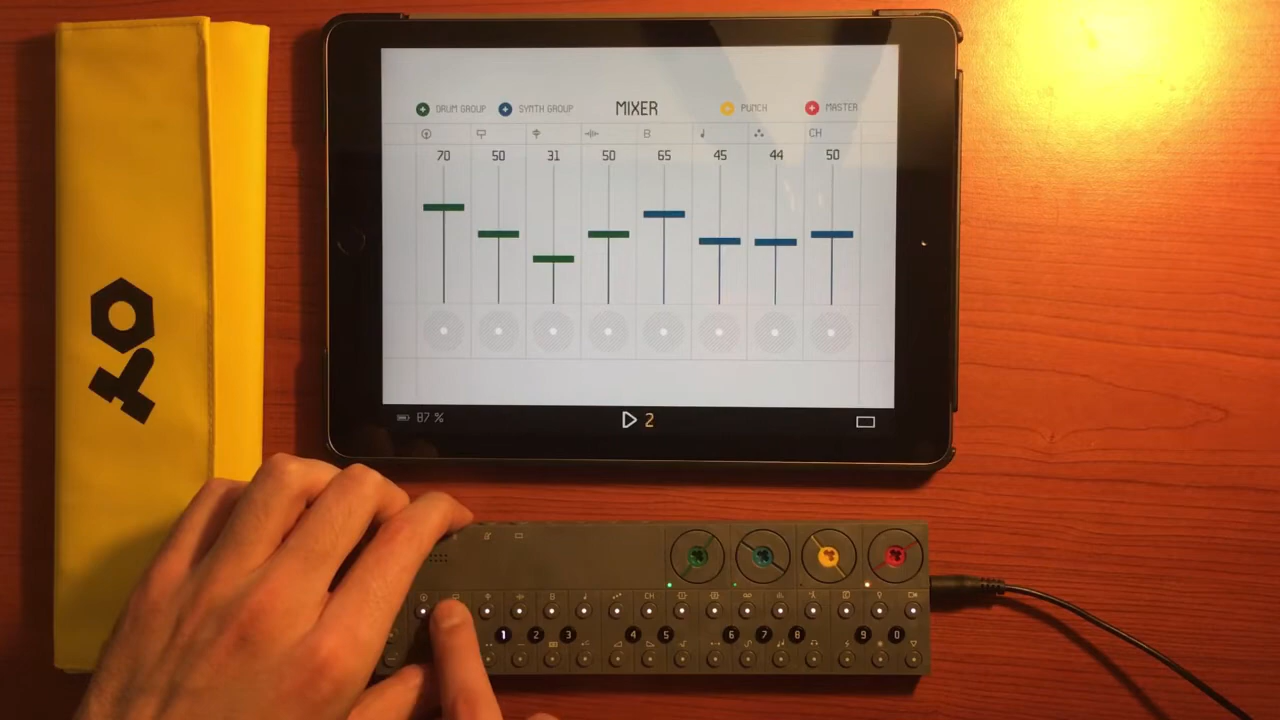 DRUM GROUP SYNTH GROUP MIXER PUNCH MASTER
B CH
70 50 31 50 65 45 44 50
87 % 2
B CH
1 2 3 4 5 6 7 8 9 0